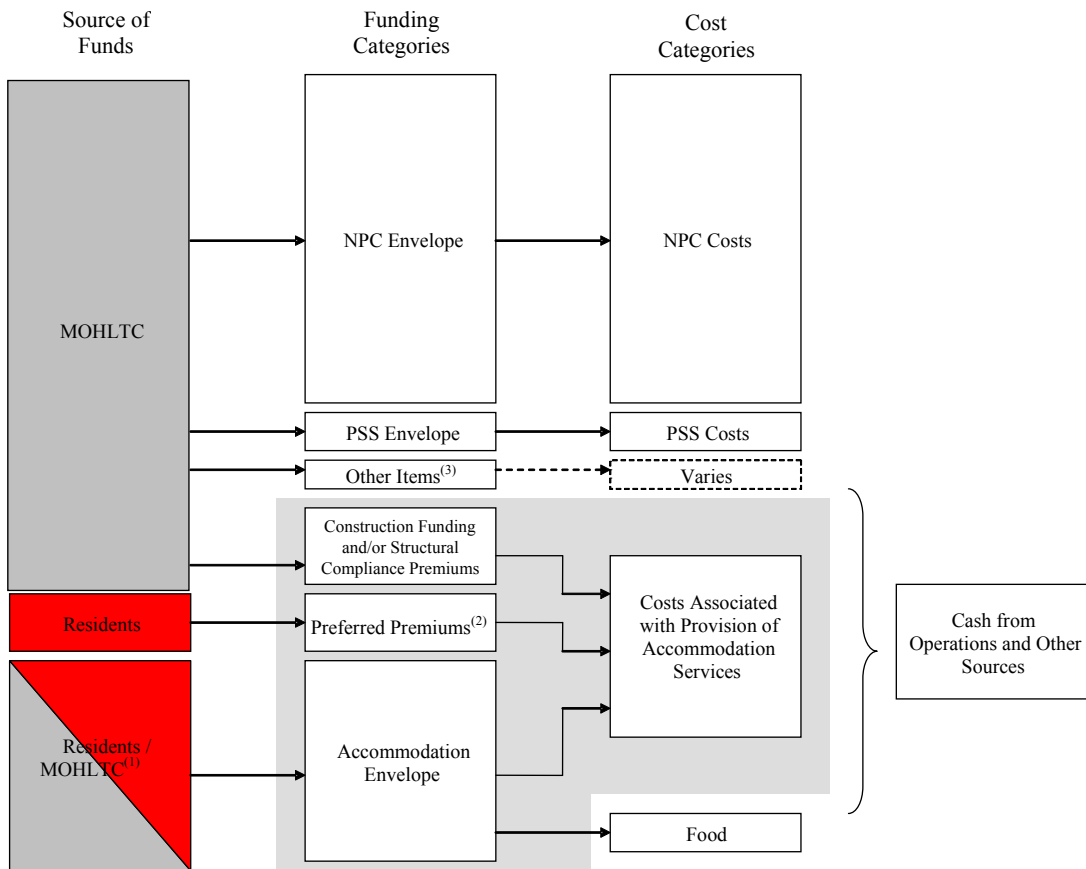 Source of
Funds
Funding
Categories
Cost
Categories
MOHLTC
NPC Envelope
NPC Costs
PSS Envelope
PSS Costs
Other Items(3)
Varies
Construction Funding
and/or Structural
Compliance Premiums
Residents
Preferred Premiums(2)
Costs Associated
with Provision of
Accommodation
Services
Cash from
Operations and Other
Sources
Residents /
MOHLTC(1)
Accommodation
Envelope
Food